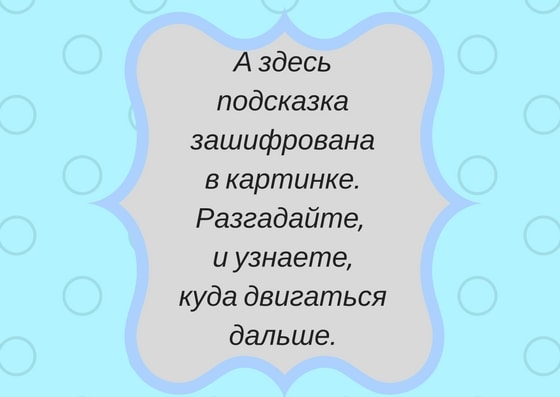 А здесь
подсказка
зашифрована
в картинке.
Разгадайте,
и узнаете,
куда двигаться
дальше.